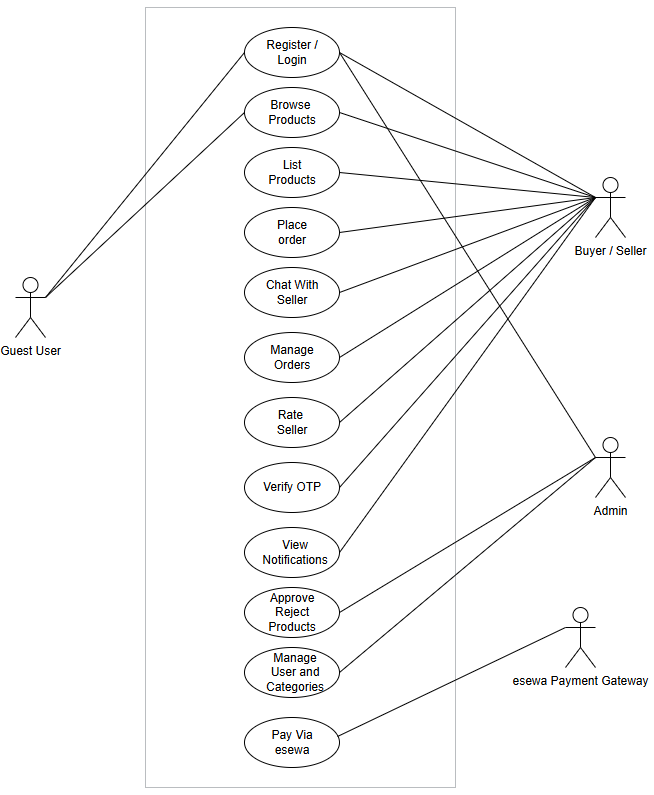 Register /
Login
Browse
Products
List
Products
Place
order
Buyer / Seller
Chat With
Seller
Guest User
Manage
Orders
Rate
Seller
Verify OTP
Admin
View
Notifications
Approve
Reject
Products
Manage
User and
Categories
esewa Payment Gateway
Pay Via
esewa